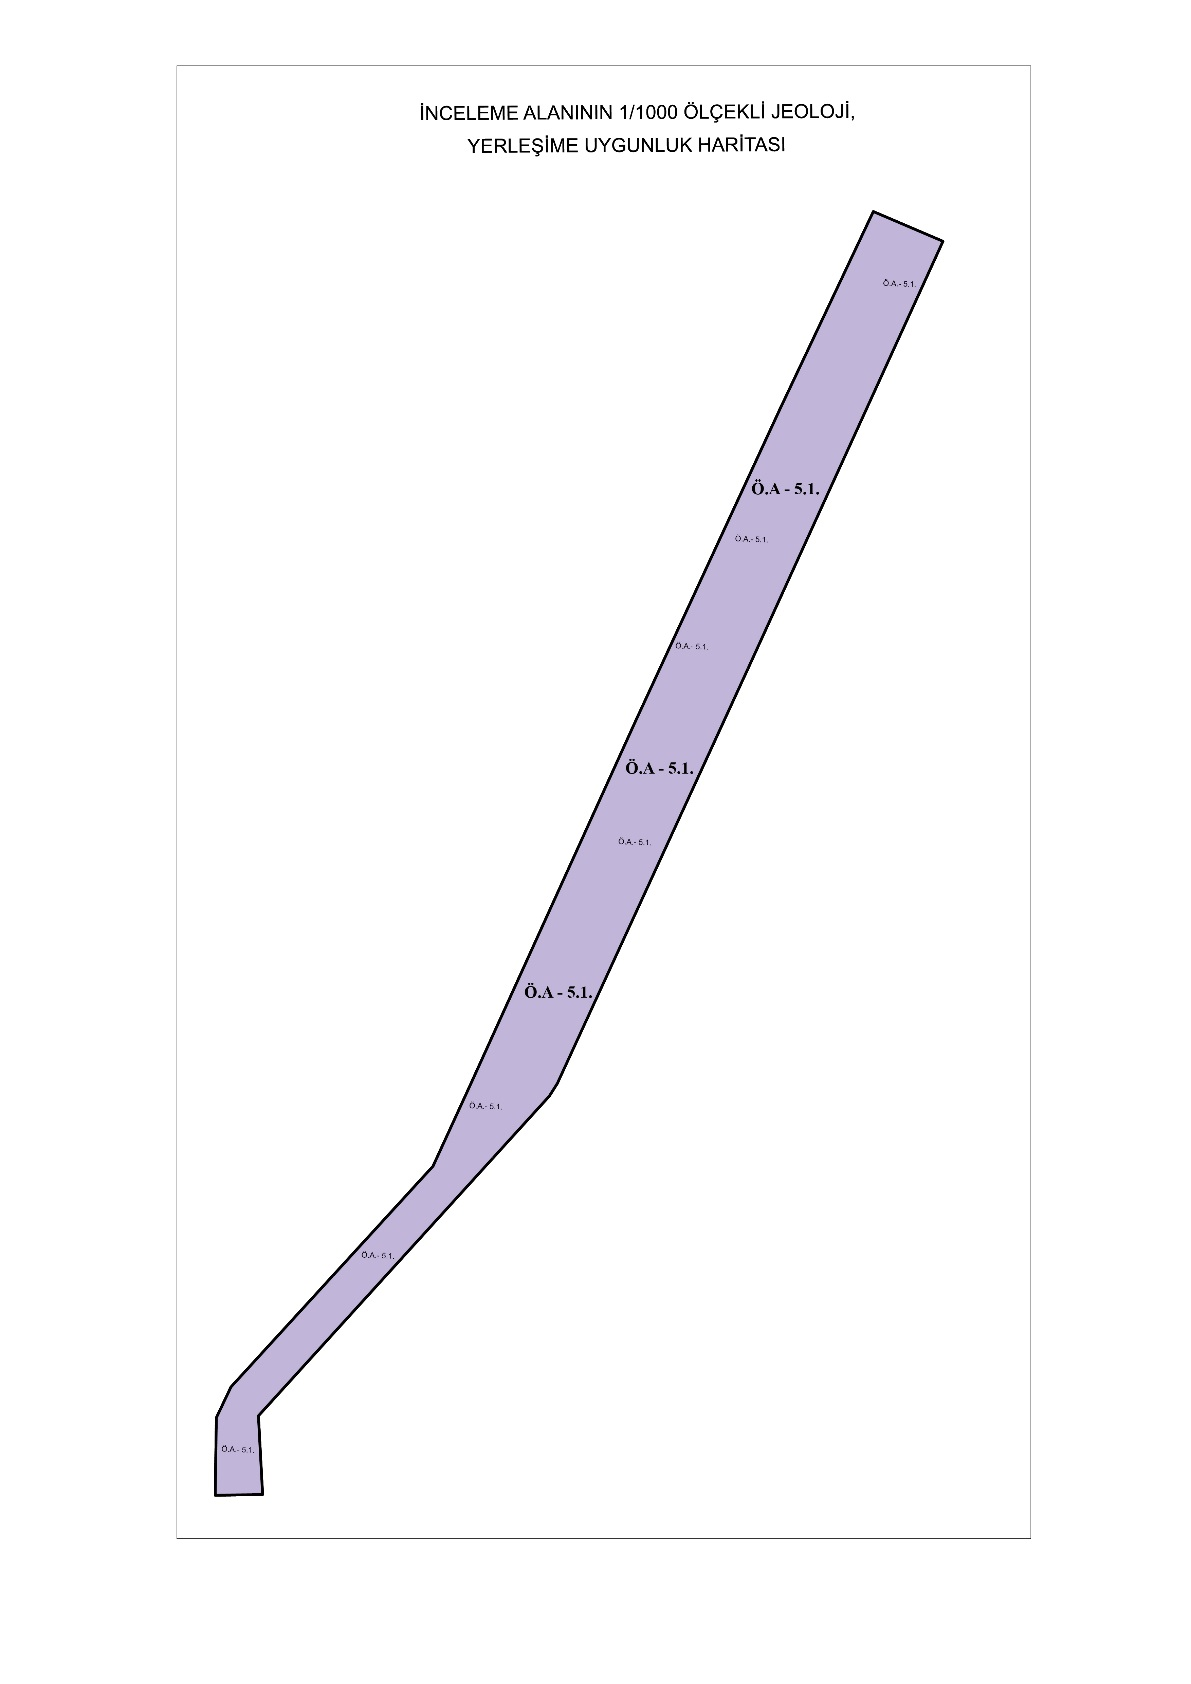 İNCELEME ALANININ 1/1000 ÖLÇEKLİ JEOLOJİ,
YERLEŞİME UYGUNLUK HARİTASI
Ö.A.- 5.1.
Ö.A - 5.1.
Ö.A.- 5.1.
Ö.A.- 5.1.
Ö.A - 5.1.
Ö.A.- 5.1.
Ö.A - 5.1.
Ö.A.- 5.1.
Ö.A.- 5.1.
Ö.A.- 5.1.